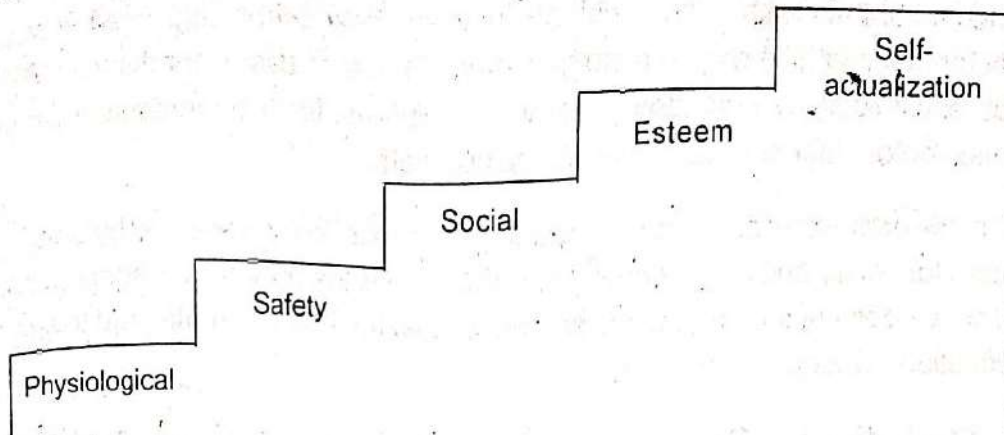 Self-
actualization
Esteem
Social
Safety
Physiological